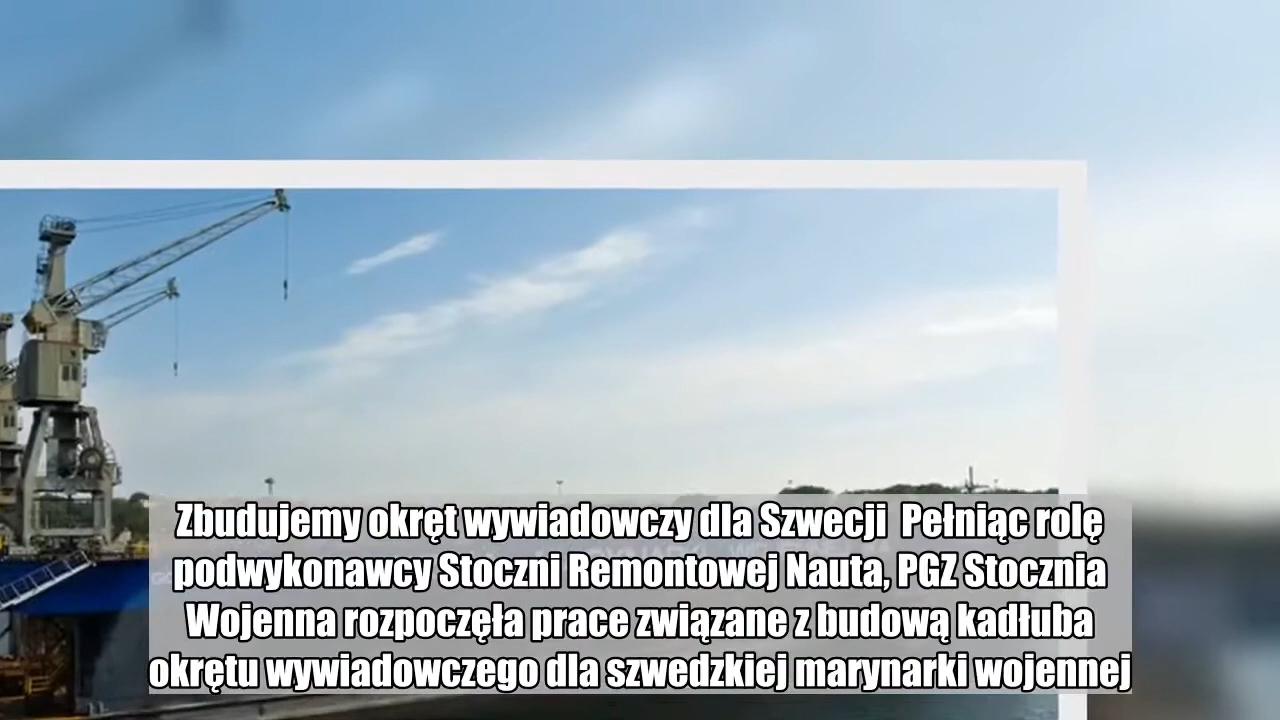 Zbudujemy okręt wywiadowczy dla Szwecji  Pełniąc rolę
podwykonawcy Stoczni Remontowej Nauta, PGZ Stocznia
Wojenna rozpoczęła prace związane z budową kadłuba
okrętu wywiadowczego dla szwedzkiej marynarki wojennej